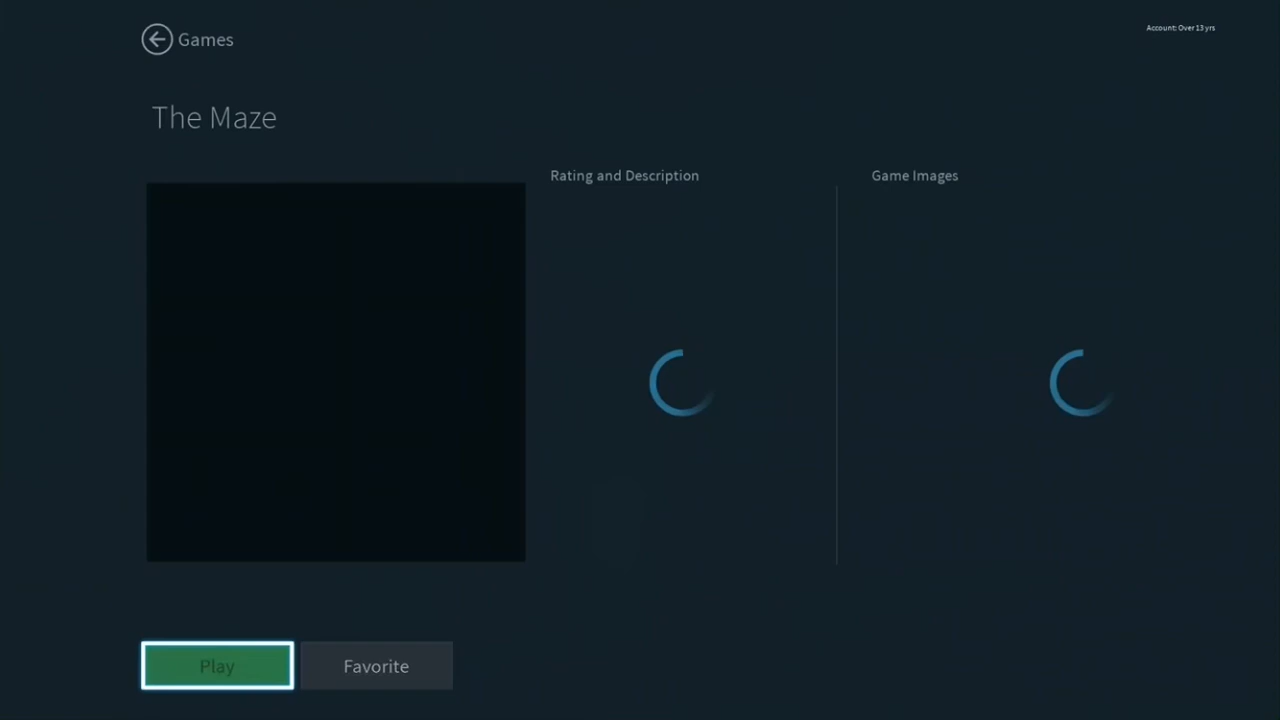 Games
Account: Over 13 yrs
The Maze
Rating and Description
Game Images
Play
Favorite